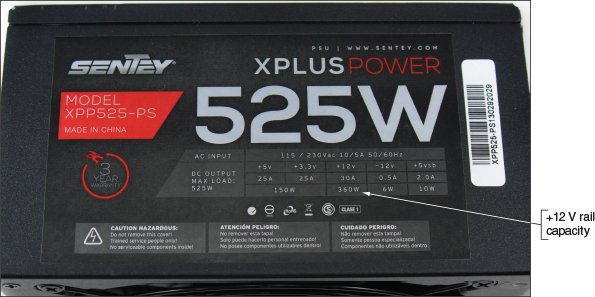 PSU | WWW.SENTEY.COM
SENTEY
XPLUSPOWER
MODEL
XPP525-PS
MADE IN CHINA
525W
XPP525-PS130292029
3
YEAR
WARRANTY
AC INPUT 115 / 230Vac 10/5A 50/60Hz
DC OUTPUT +5v +3.3v +12v -12v +5vsb
MAX LOAD: 25A 25A 30A 0.5A 2.0A
525W 150W 360W 6W 10W
CLASS 1
+12 V rail
capacity
CAUTION HAZARDOUS:
Do not remove this cover!
Trained service people only!
No serviceable components inside!
ATENCIÓN PELIGRO:
No remover esta tapa!
Solo puede hacerlo personal entrenado!
No posee componentes utilizables dentro!
CUIDADO PERIGO:
Não remover esta tampa!
Somente pessoa especializada!
Componentes não utilizáveis dentro!